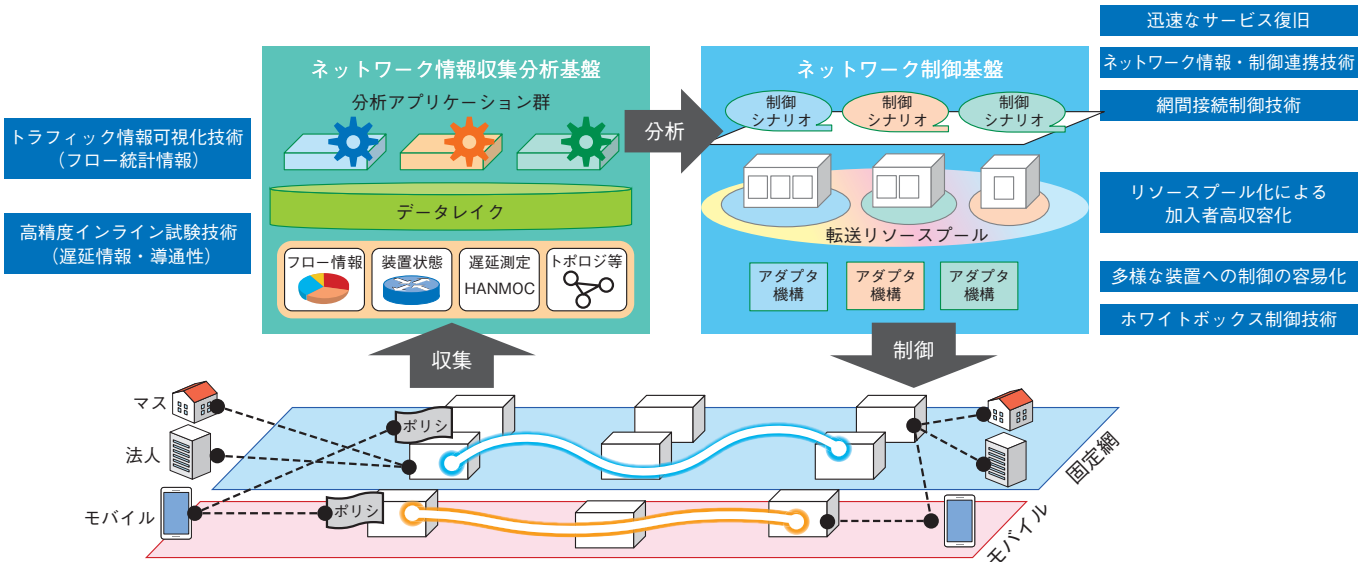 トラフィック情報可視化技術
（フロー統計情報）
高精度インライン試験技術
（遅延情報・導通性）
ネットワーク情報収集分析基盤
分析アプリケーション群
データレイク
フロー情報
装置状態
遅延測定
HANMOC
トポロジ等
収集
分析
ネットワーク制御基盤
制御
シナリオ
制御
シナリオ
制御
シナリオ
転送リソースプール
アダプタ
機構
アダプタ
機構
アダプタ
機構
制御
迅速なサービス復旧
ネットワーク情報・制御連携技術
網間接続制御技術
リソースプール化による
加入者高収容化
多様な装置への制御の容易化
ホワイトボックス制御技術
マス
法人
モバイル
ポリシ
ポリシ
固定網
モバイル